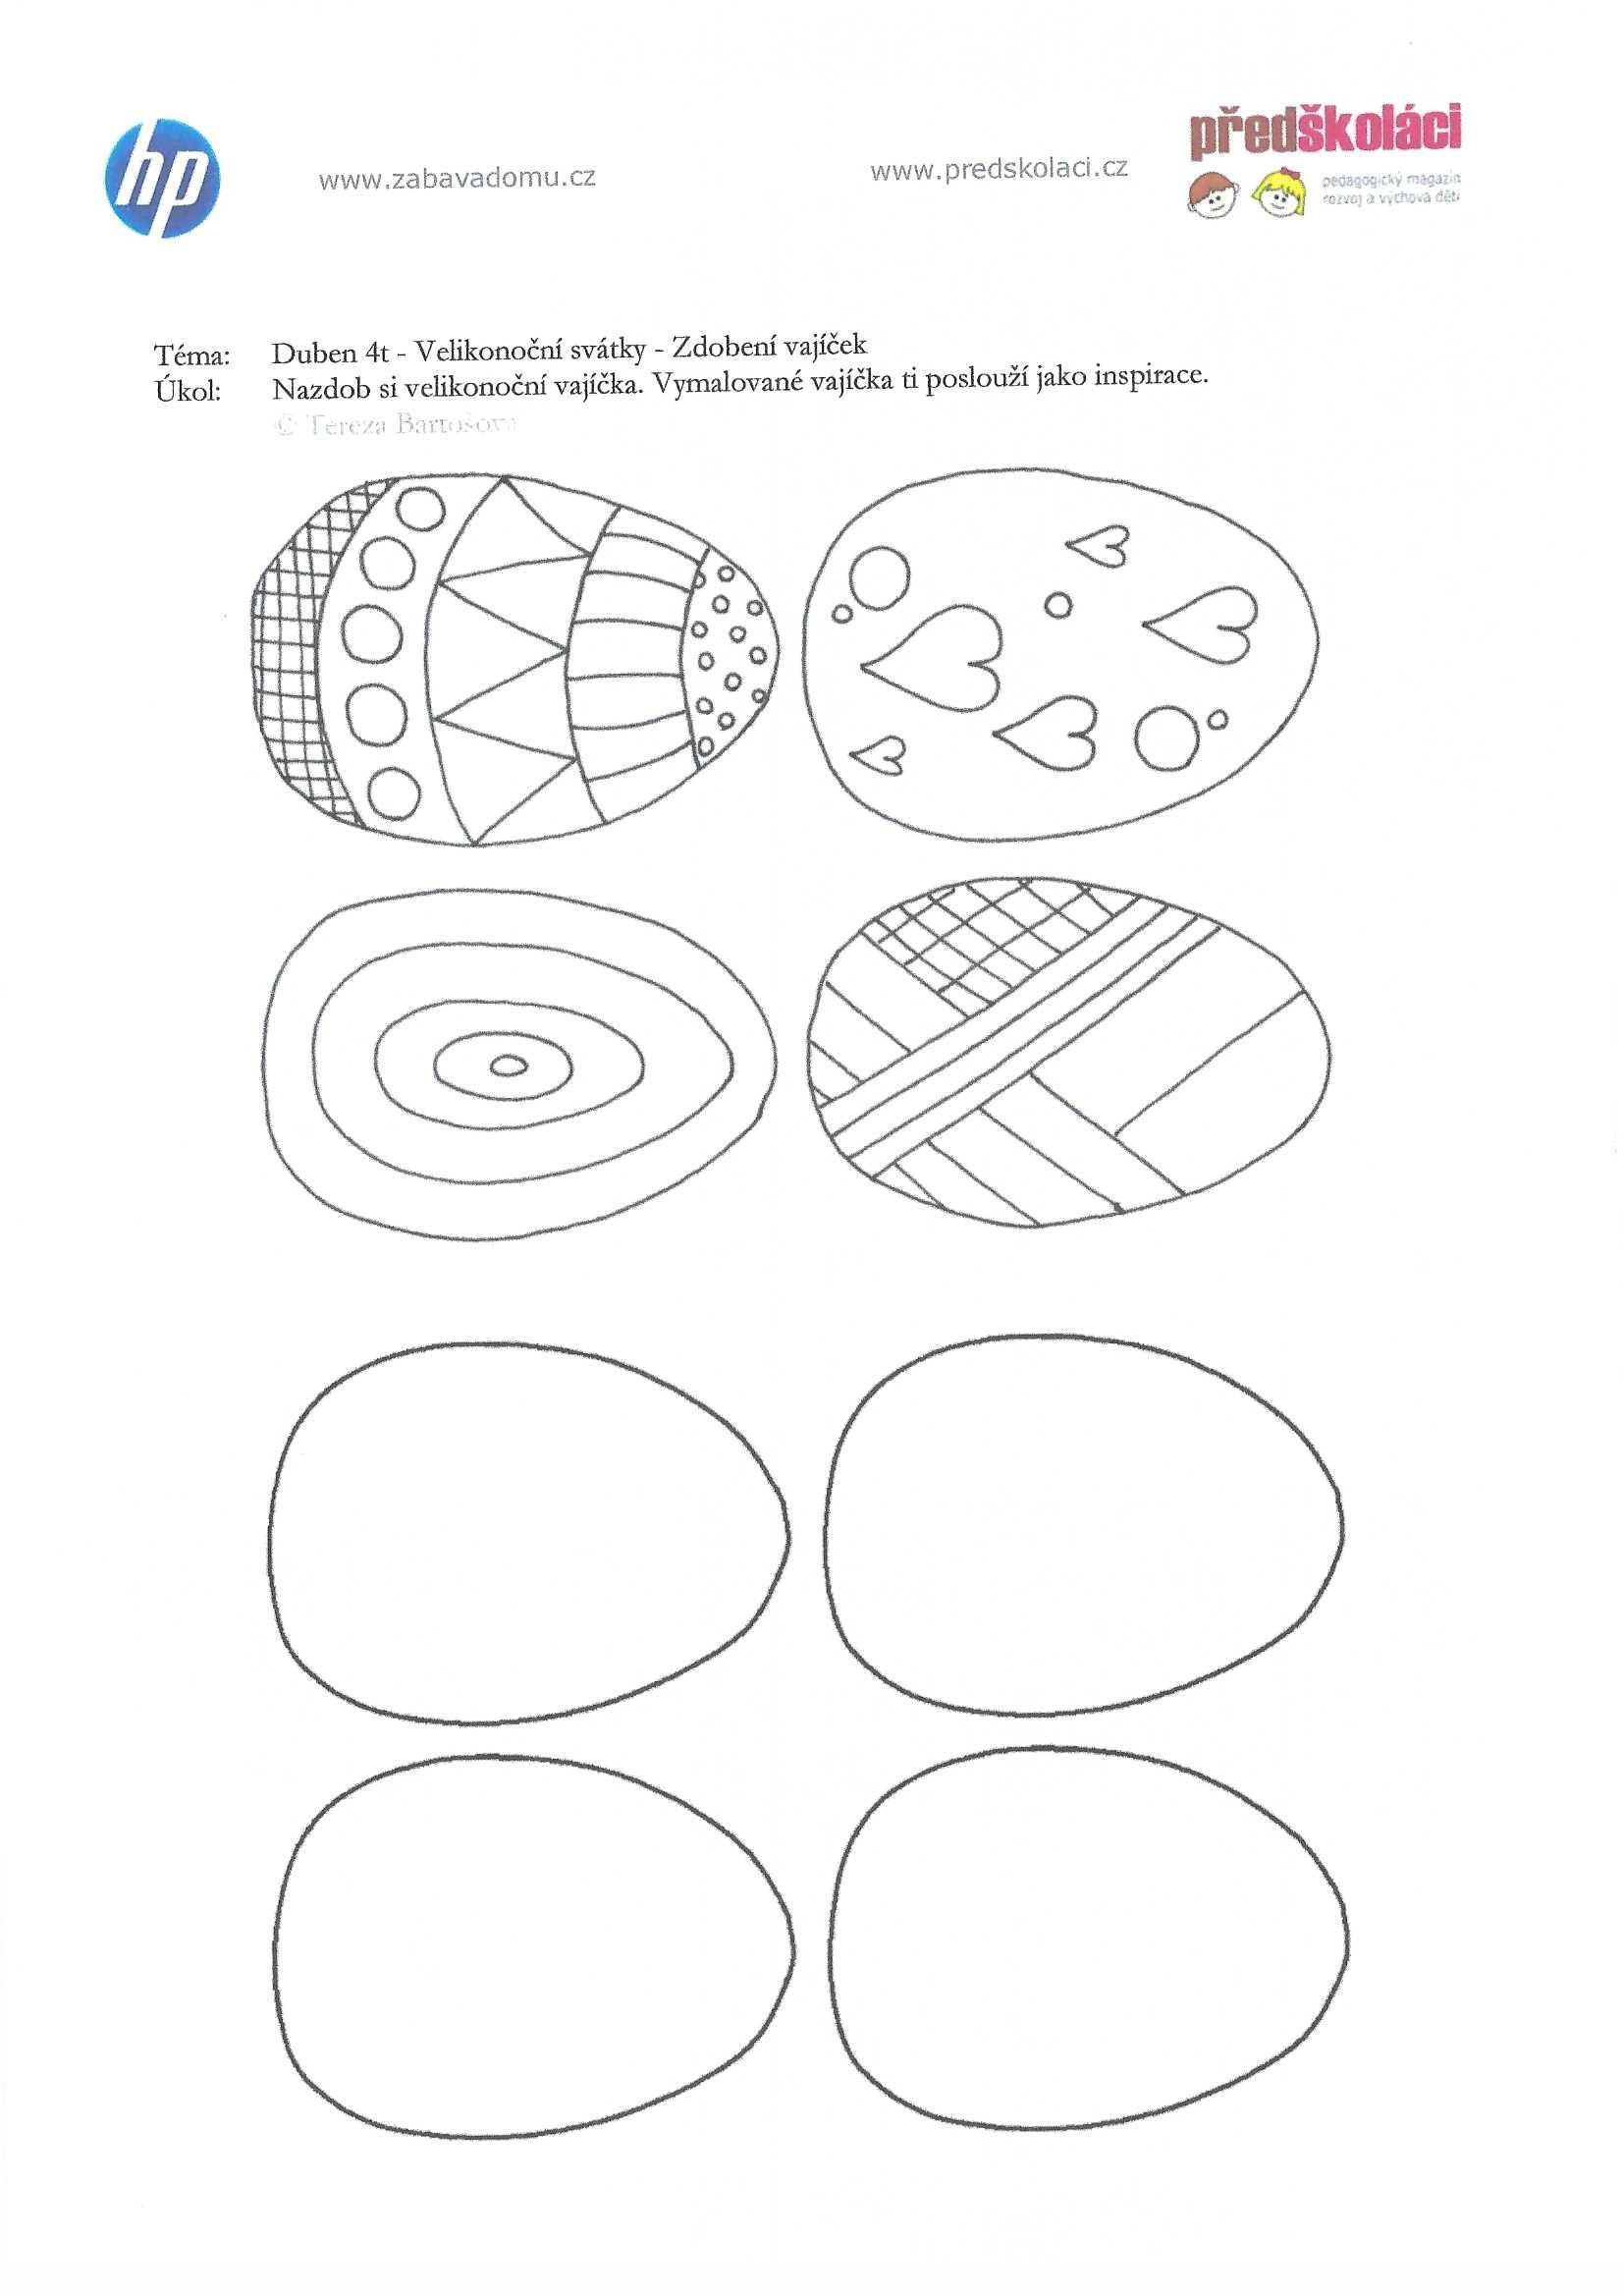 hp
www.zabavadomu.cz
www.predskolaci.cz
předškoláci
pedagogický magazín
rozvoj a výchova dětí
Téma: Duben 4t - Velikonoční svátky - Zdobení vajíček
Úkol: Nazdob si velikonoční vajíčka. Vymalované vajíčka ti poslouží jako inspirace.
© Tereza Bartošová